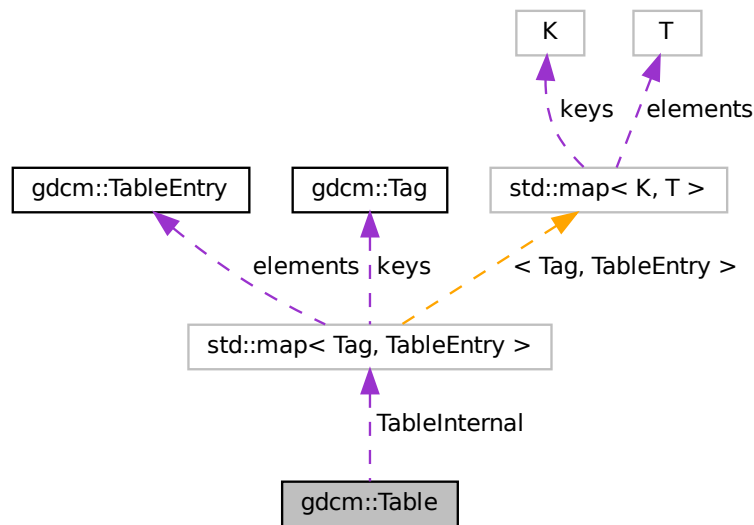 K
T
keys
elements
gdcm::TableEntry
gdcm::Tag
std::map< K, T >
elements
keys
< Tag, TableEntry >
std::map< Tag, TableEntry >
TableInternal
gdcm::Table